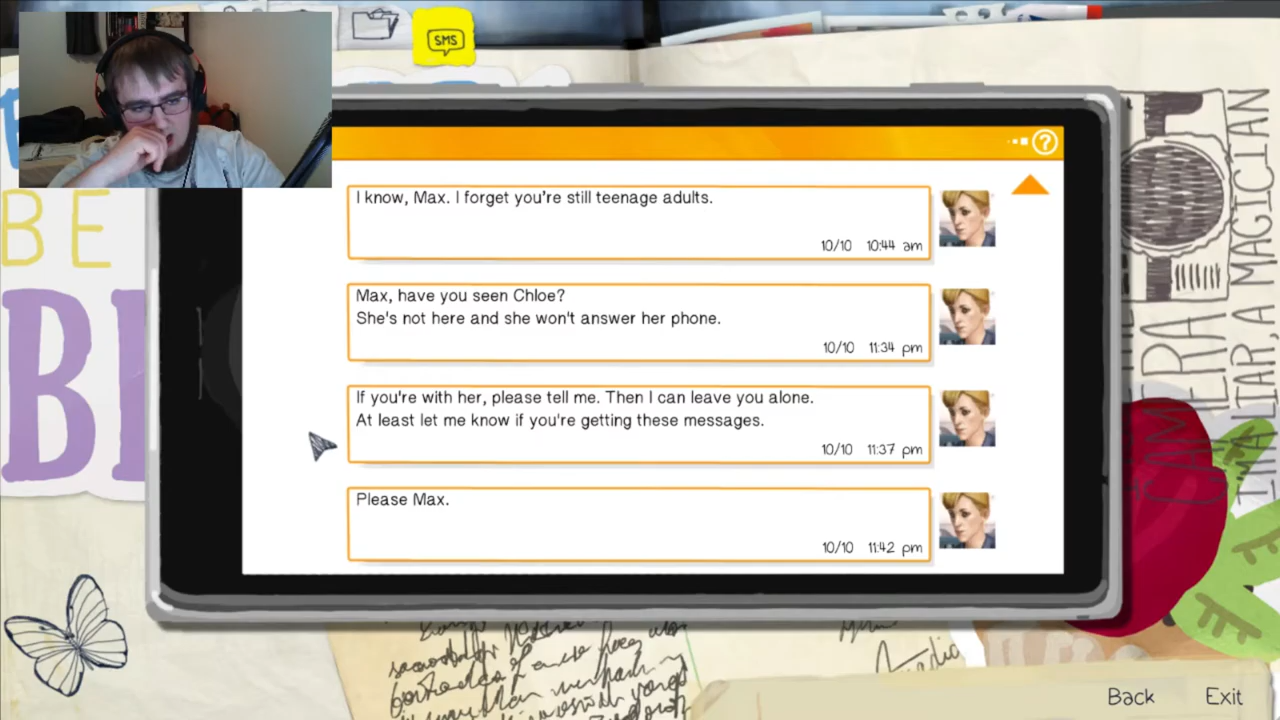 SMS
?
I know, Max. I forget you're still teenage adults.
10/10 10:44 am
Max, have you seen Chloe?
She's not here and she won't answer her phone.
10/10 11:34 pm
If you're with her, please tell me. Then I can leave you alone.
At least let me know if you're getting these messages.
10/10 11:37 pm
Please Max.
10/10 11:42 pm
BE
CAMERA
LIAR, A MAGICIAN
Back
Exit